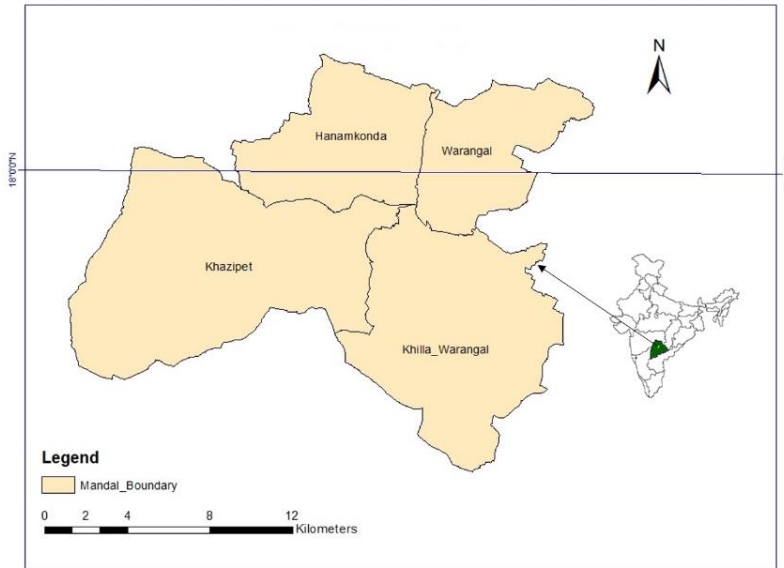 N
Hanamkonda
Warangal
18°0'0"N
Khazipet
Khilla_Warangal
Legend
Mandal_Boundary
0 2 4 8 12
Kilometers